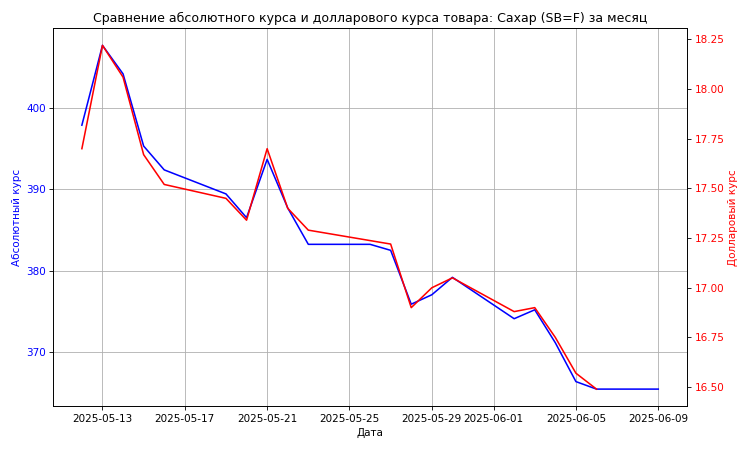 Сравнение абсолютного курса и долларового курса товара: Сахар (SB=F) за месяц
Абсолютный курс
400
390
380
370
18.25
18.00
17.75
17.50
17.25
17.00
16.75
16.50
Долларовый курс
2025-05-13 2025-05-17 2025-05-21 2025-05-25 2025-05-29 2025-06-01 2025-06-05 2025-06-09
Дата